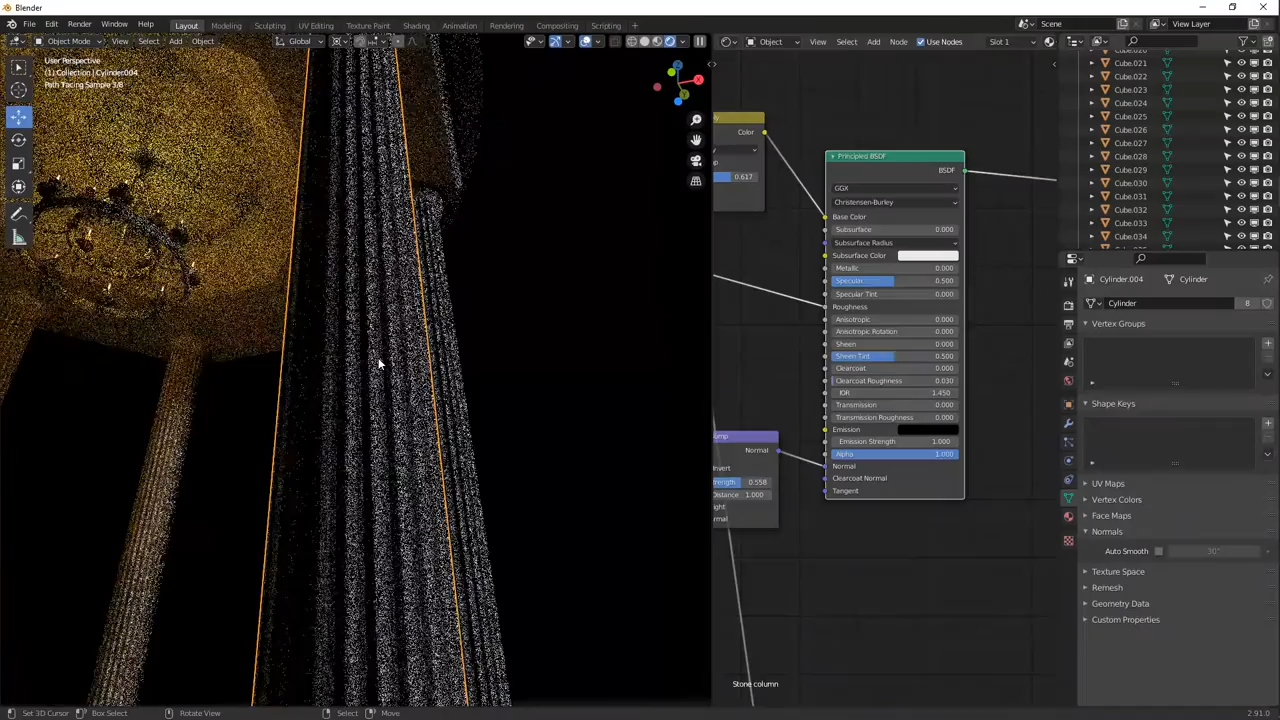 Blender
File Edit Render Window Help
Layout Modeling Sculpting UV Editing Texture Paint Shading Animation Rendering Compositing Scripting +
Scene View Layer
Object Mode View Select Add Object Global
Object View Select Add Node Use Nodes Slot 1
User Perspective
(1) Collection | Cylinder.004
Path Tracing Sample 3/8
X
Y
Z
Color
0.617
Principled BSDF
BSDF
GGX
Christensen-Burley
Base Color
Subsurface 0.000
Subsurface Radius
Subsurface Color
Metallic 0.000
Specular 0.500
Specular Tint 0.000
Roughness
Anisotropic 0.000
Anisotropic Rotation 0.000
Sheen 0.000
Sheen Tint 0.500
Clearcoat 0.000
Clearcoat Roughness 0.030
IOR 1.450
Transmission 0.000
Transmission Roughness 0.000
Emission
Emission Strength 1.000
Alpha 1.000
Normal
Clearcoat Normal
Tangent
ump
Normal
nvert
rength 0.558
Distance 1.000
ight
rmal
Stone column
Cube.021
Cube.022
Cube.023
Cube.024
Cube.025
Cube.026
Cube.027
Cube.028
Cube.029
Cube.030
Cube.031
Cube.032
Cube.033
Cube.034
Cylinder.004 Cylinder
Cylinder 8
Vertex Groups
Shape Keys
UV Maps
Vertex Colors
Face Maps
Normals
Auto Smooth 30°
Texture Space
Remesh
Geometry Data
Custom Properties
Set 3D Cursor Box Select Rotate View Select Move 2.91.0